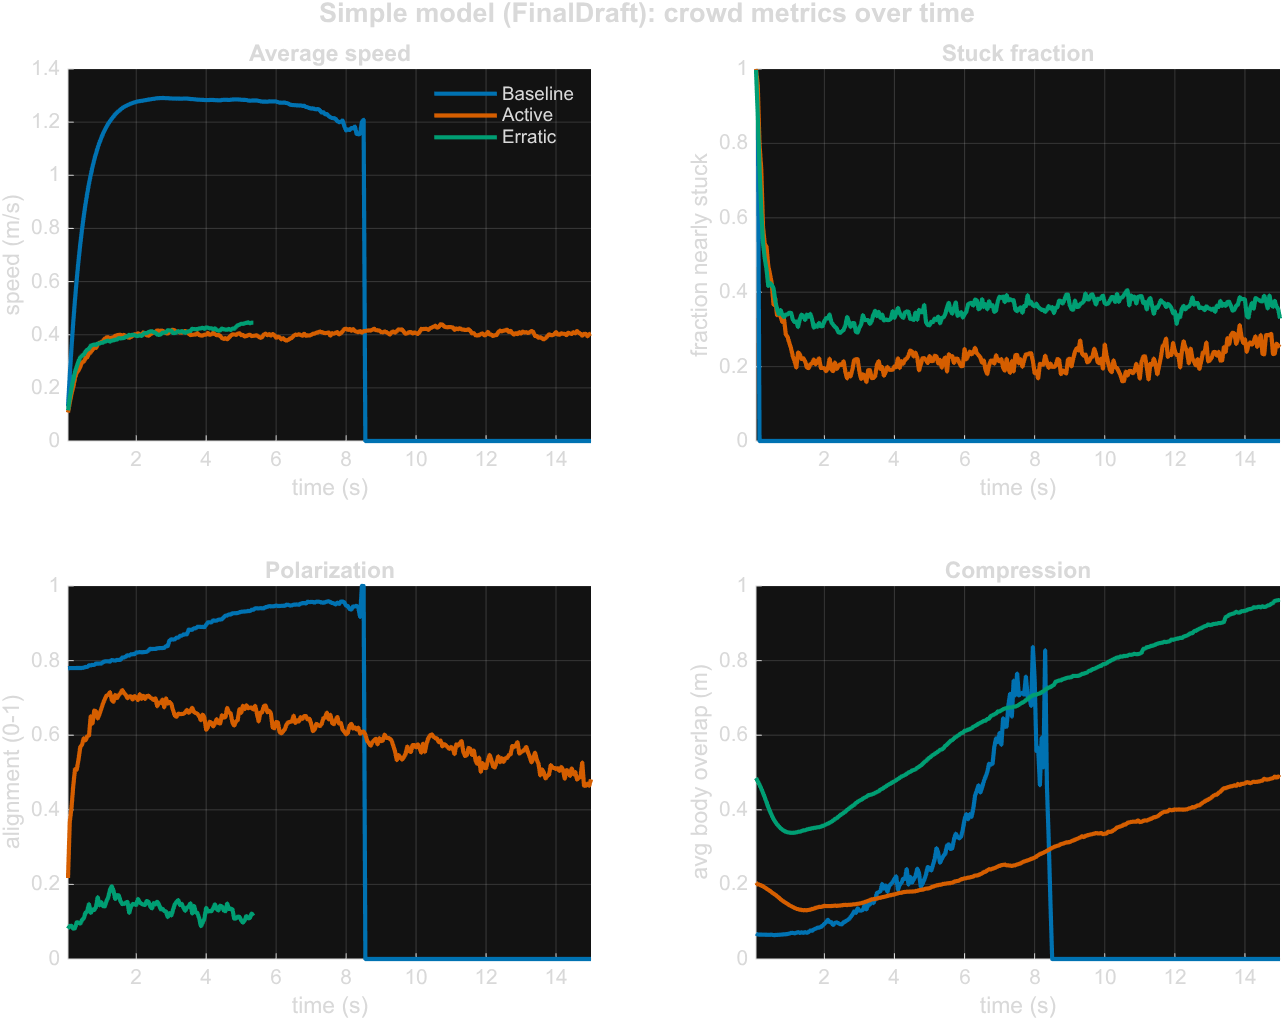 Simple model (FinalDraft): crowd metrics over time
Average speed
1.4
1.2
1
0.8
0.6
0.4
0.2
0
speed (m/s)
2 4 6 8 10 12 14
time (s)
Baseline
Active
Erratic
Stuck fraction
1
0.8
0.6
0.4
0.2
0
fraction nearly stuck
2 4 6 8 10 12 14
time (s)
Polarization
1
0.8
0.6
0.4
0.2
0
alignment (0-1)
2 4 6 8 10 12 14
time (s)
Compression
1
0.8
0.6
0.4
0.2
0
avg body overlap (m)
2 4 6 8 10 12 14
time (s)